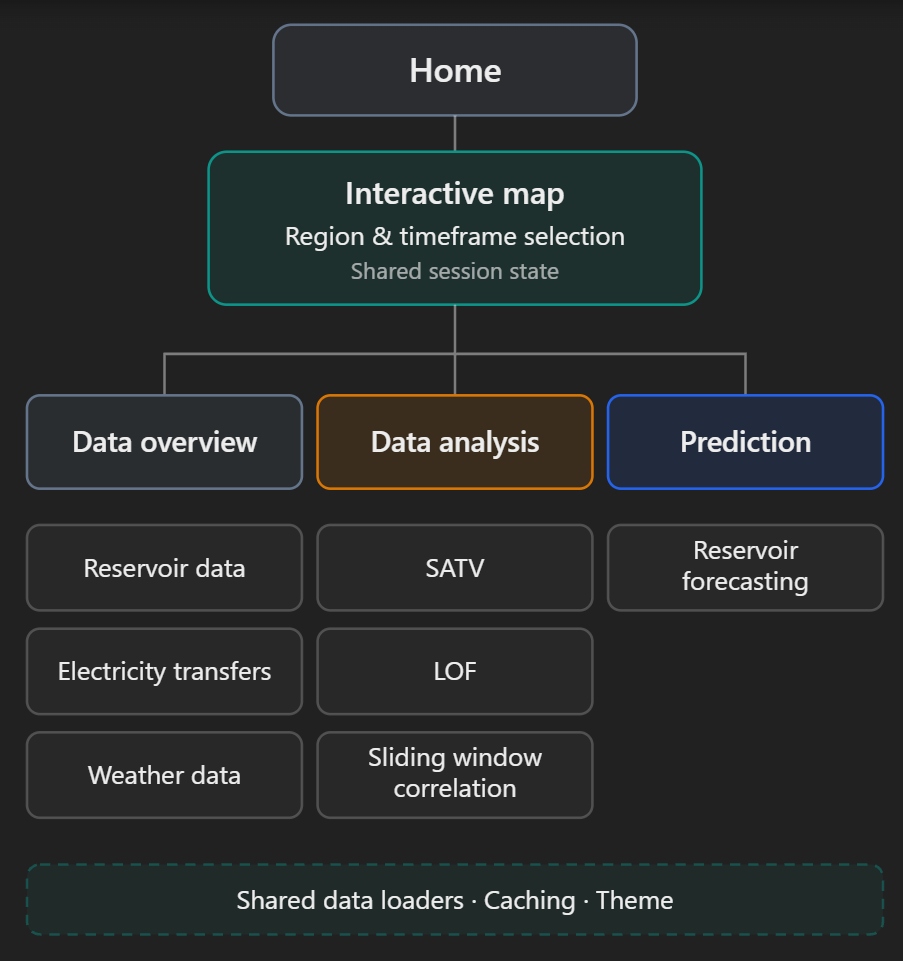 Home
Interactive map
Region & timeframe selection
Shared session state
Data overview
Data analysis
Prediction
Reservoir data
SATV
Reservoir
forecasting
Electricity transfers
LOF
Weather data
Sliding window
correlation
Shared data loaders · Caching · Theme